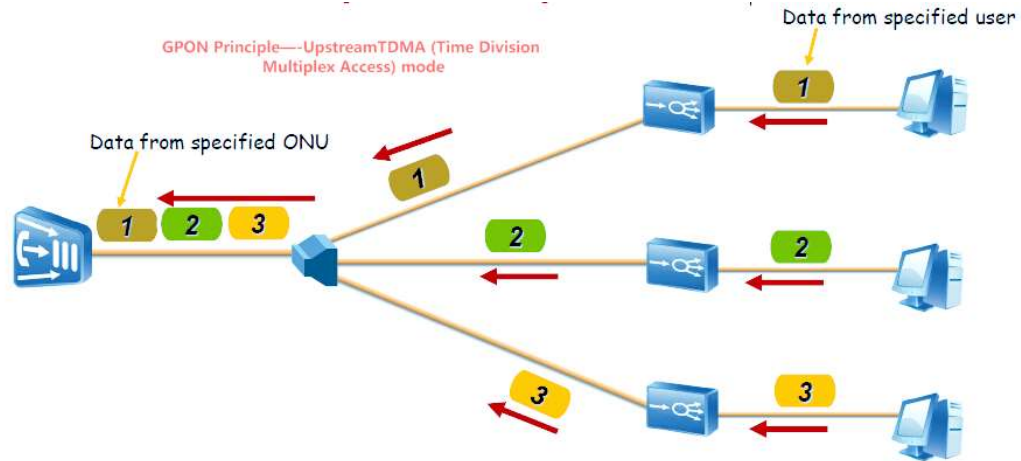 Data from specified user
GPON Principle—-UpstreamTDMA (Time Division
Multiplex Access) mode
1
Data from specified ONU
1
1 2 3
2
2
3
3